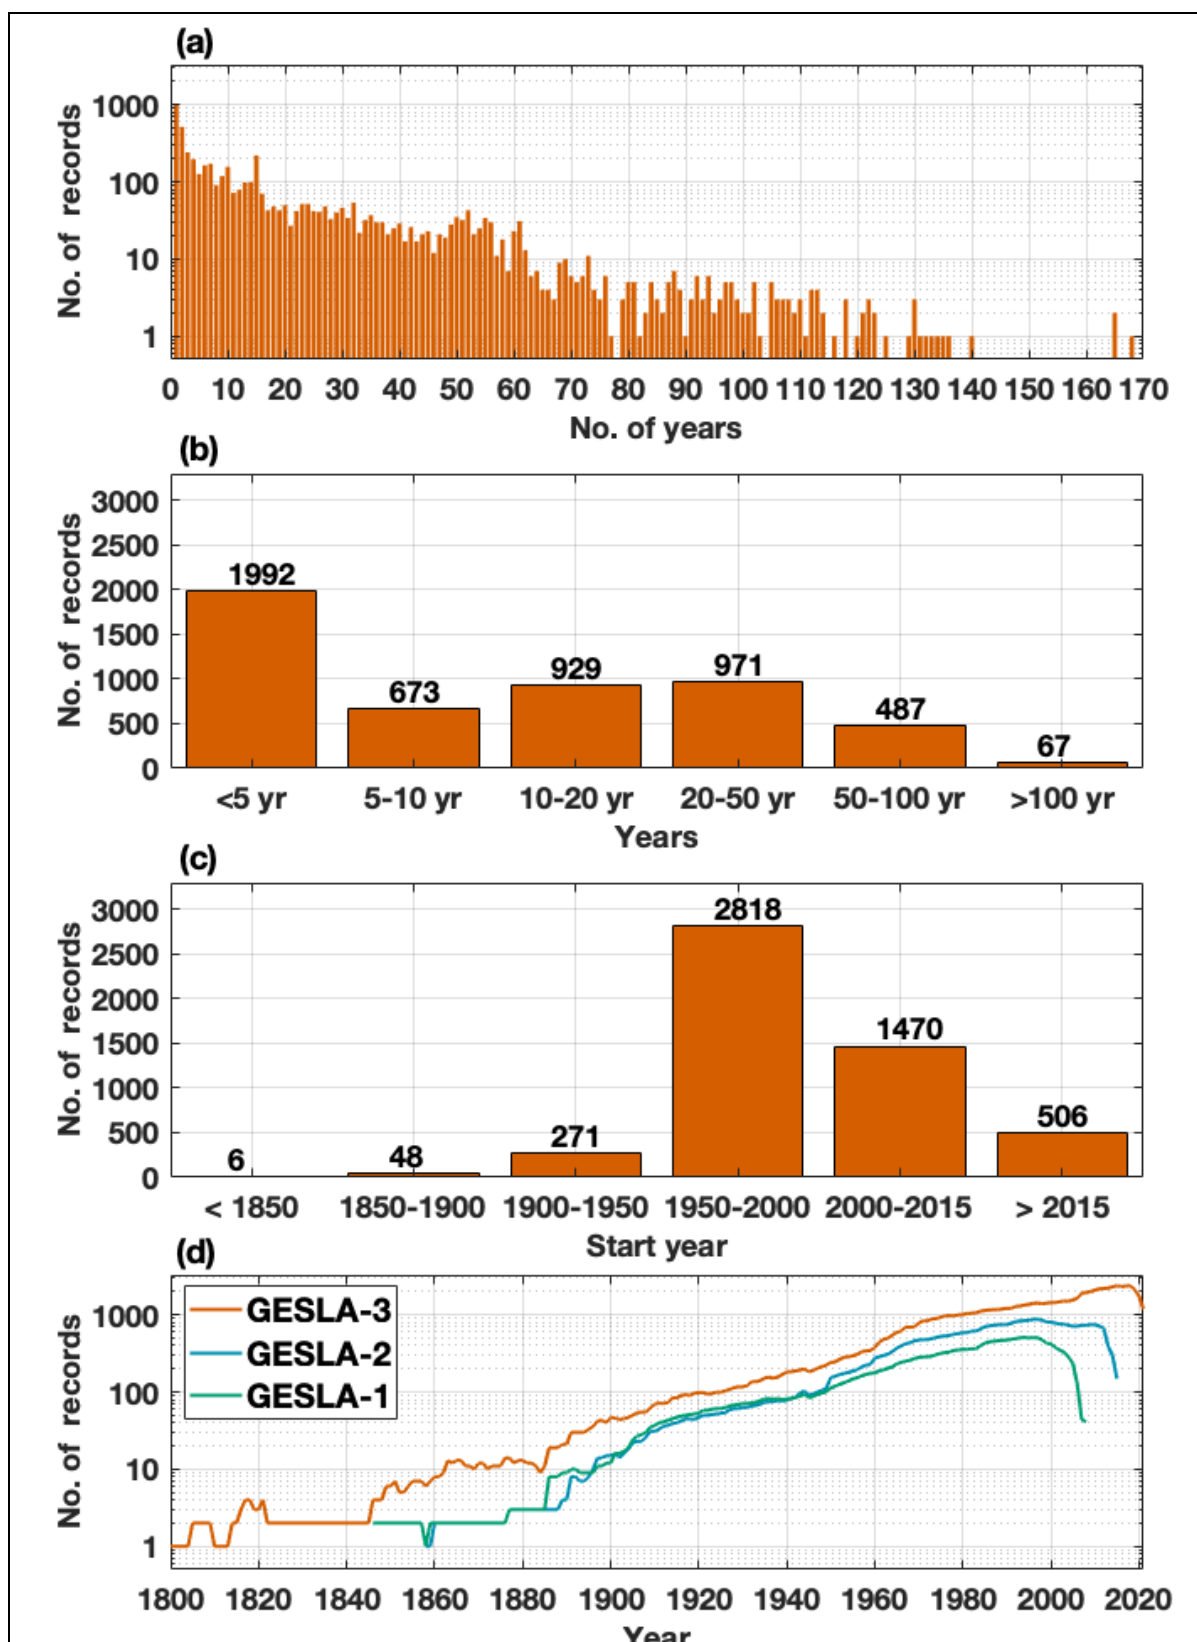 (a)
No. of records
1000
100
10
1
0 10 20 30 40 50 60 70 80 90 100 110 120 130 140 150 160 170
No. of years
(b)
No. of records
3000
2500
2000
1500
1000
500
0
1992
673
929
971
487
67
<5 yr 5-10 yr 10-20 yr 20-50 yr 50-100 yr >100 yr
Years
(c)
No. of records
3000
2500
2000
1500
1000
500
0
6
48
271
2818
1470
506
< 1850 1850-1900 1900-1950 1950-2000 2000-2015 > 2015
Start year
(d)
No. of records
1000
100
10
1
GESLA-3
GESLA-2
GESLA-1
1800 1820 1840 1860 1880 1900 1920 1940 1960 1980 2000 2020
Year